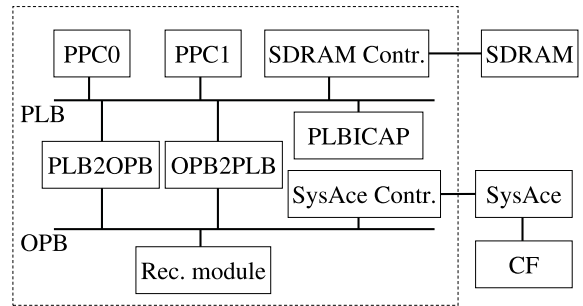 PPC0 PPC1 SDRAM Contr. SDRAM
PLB
PLBICAP
PLB2OPB OPB2PLB
SysAce Contr. SysAce
OPB
Rec. module CF